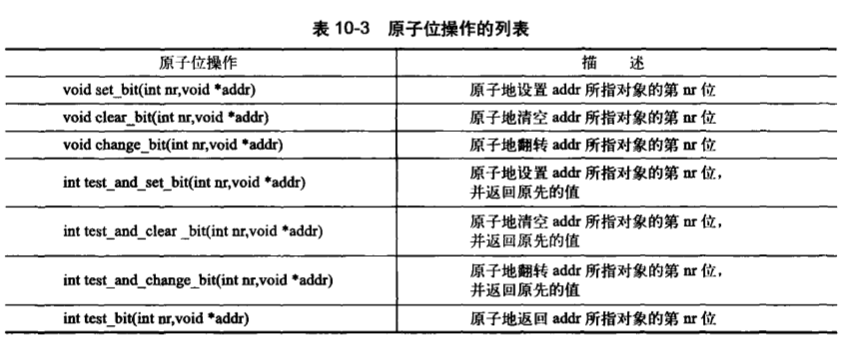 表 10-3 原子位操作的列表
原子位操作 描 述
void set_bit(int nr,void *addr) 原子地设置 addr 所指对象的第 nr 位
void clear_bit(int nr,void *addr) 原子地清空 addr 所指对象的第 nr 位
void change_bit(int nr,void *addr) 原子地翻转 addr 所指对象的第 nr 位
int test_and_set_bit(int nr,void *addr) 原子地设置 addr 所指对象的第 nr 位,
并返回原先的值
int test_and_clear _bit(int nr,void *addr) 原子地清空 addr 所指对象的第 nr 位,
并返回原先的值
int test_and_change_bit(int nr,void *addr) 原子地翻转 addr 所指对象的第 nr 位,
并返回原先的值
int test_bit(int nr,void *addr) 原子地返回 addr 所指对象的第 nr 位